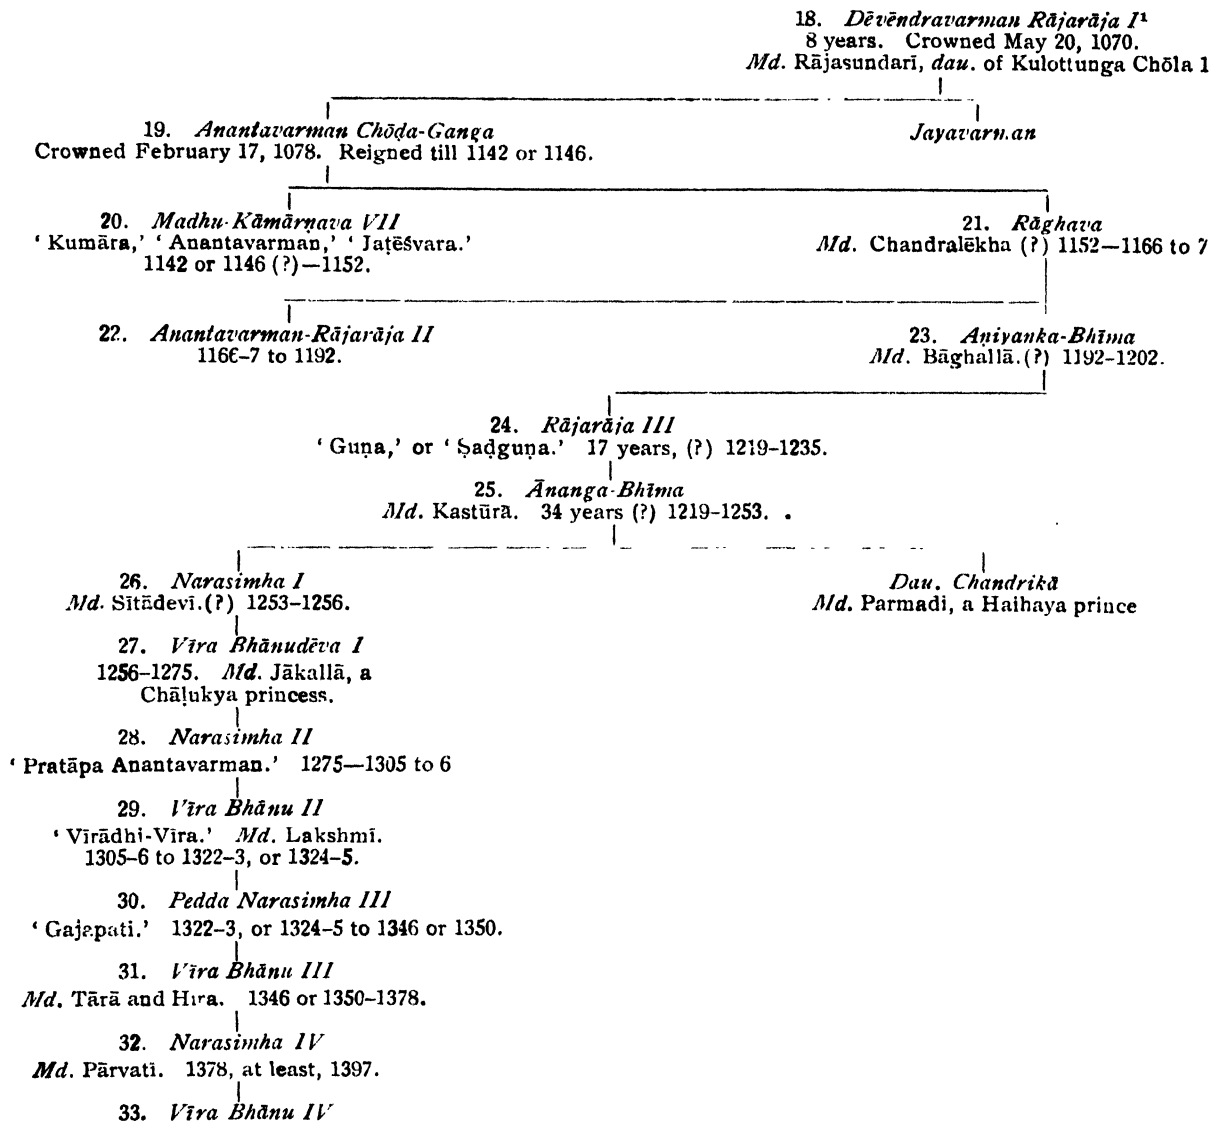 18. Dēvēndravarman Rājarāja I¹
8 years. Crowned May 20, 1070.
Md. Rājasundarī, dau. of Kulottunga Chōla 1
19. Anantavarman Chōḍa-Ganga
Crowned February 17, 1078. Reigned till 1142 or 1146.
Jayavarman
20. Madhu-Kāmārṇava VII
‘ Kumāra,’ ‘ Anantavarman,’ ‘ Jaṭēśvara.’
1142 or 1146 (?)—1152.
21. Rāghava
Md. Chandralēkha (?) 1152—1166 to 7
22. Anantavarman-Rājarāja II
1166–7 to 1192.
23. Aṇiyanka-Bhīma
Md. Bāghallā.(?) 1192–1202.
24. Rājarāja III
‘ Guṇa,’ or ‘ Ṣaḍguṇa.’ 17 years, (?) 1219–1235.
25. Ānanga-Bhīma
Md. Kastūrā. 34 years (?) 1219–1253.
26. Narasimha I
Md. Sītādevī.(?) 1253–1256.
Dau. Chandrikā
Md. Parmadi, a Haihaya prince
27. Vīra Bhānudēva I
1256–1275. Md. Jākallā, a
Chāḷukya princess.
28. Narasimha II
‘ Pratāpa Anantavarman.’ 1275—1305 to 6
29. Vīra Bhānu II
‘ Vīrādhi-Vīra.’ Md. Lakshmī.
1305–6 to 1322–3, or 1324–5.
30. Pedda Narasimha III
‘ Gajapati.’ 1322–3, or 1324–5 to 1346 or 1350.
31. Vīra Bhānu III
Md. Tārā and Hira. 1346 or 1350–1378.
32. Narasimha IV
Md. Pārvatī. 1378, at least, 1397.
33. Vīra Bhānu IV